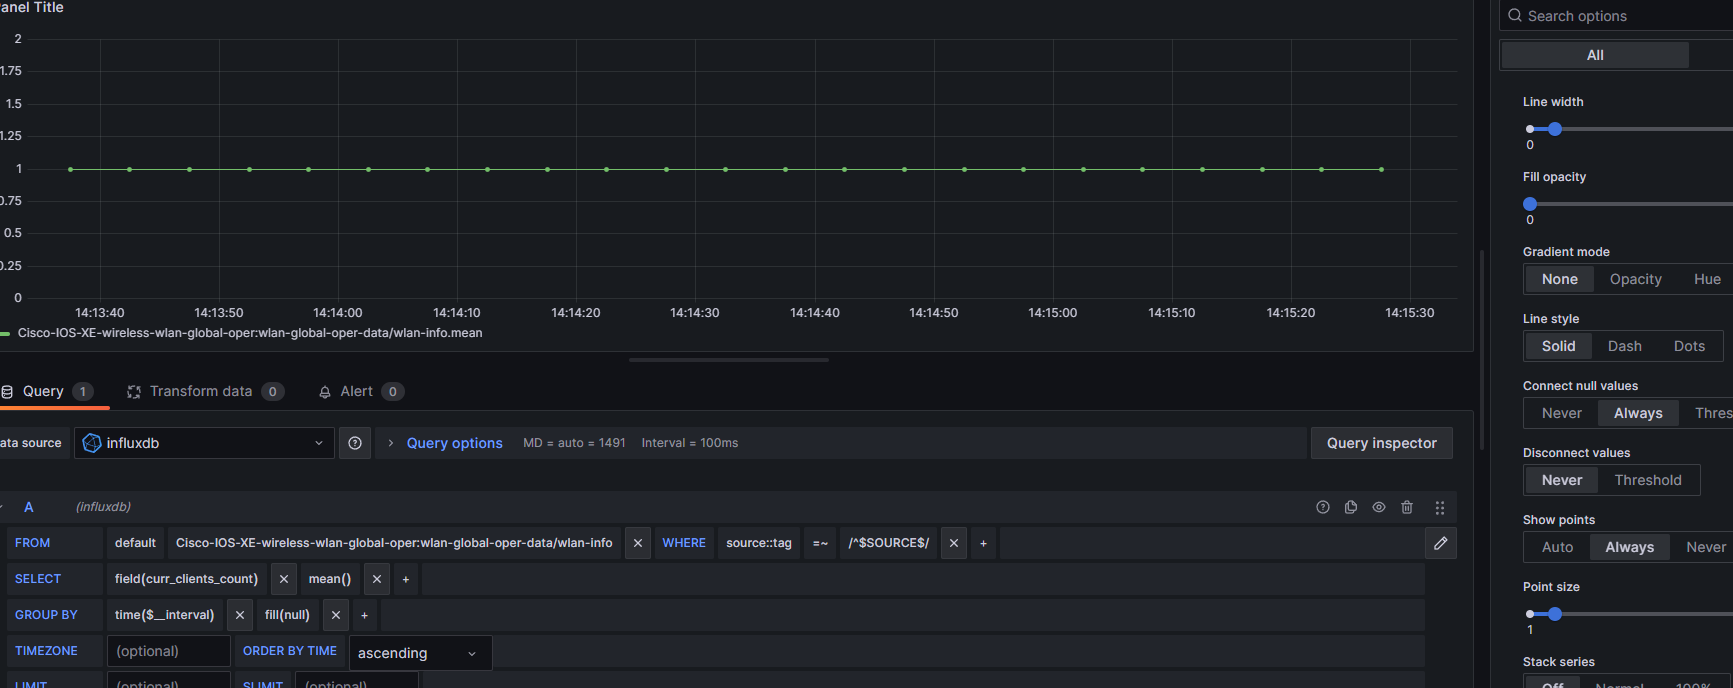 anel Title
Search options
All
2
1.75
1.5
1.25
1
0.75
0.5
0.25
0
14:13:40 14:13:50 14:14:00 14:14:10 14:14:20 14:14:30 14:14:40 14:14:50 14:15:00 14:15:10 14:15:20 14:15:30
Cisco-IOS-XE-wireless-wlan-global-oper:wlan-global-oper-data/wlan-info.mean
Query 1 Transform data 0 Alert 0
ata source influxdb Query options MD = auto = 1491 Interval = 100ms Query inspector
A (influxdb)
FROM default Cisco-IOS-XE-wireless-wlan-global-oper:wlan-global-oper-data/wlan-info × WHERE source::tag =~ /^$SOURCE$/ × +
SELECT field(curr_clients_count) × mean() × +
GROUP BY time($__interval) × fill(null) × +
TIMEZONE (optional) ORDER BY TIME ascending
LIMIT (optional) SLIMIT (optional)
Line width
0
Fill opacity
0
Gradient mode
None Opacity Hue
Line style
Solid Dash Dots
Connect null values
Never Always Thres
Disconnect values
Never Threshold
Show points
Auto Always Never
Point size
1
Stack series
Off Normal 100%